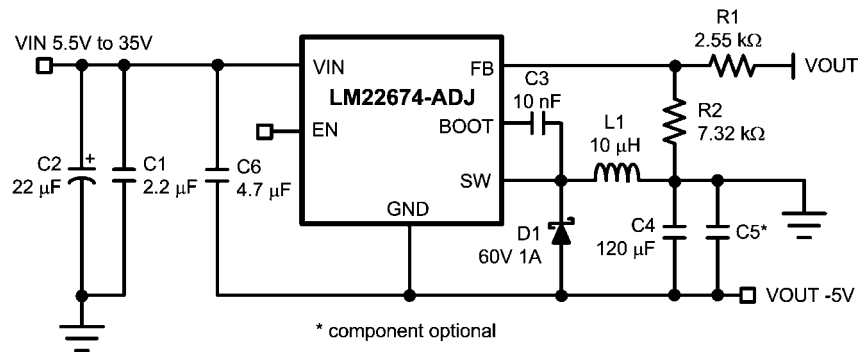 VIN 5.5V to 35V
C2
22 μF
+
C1
2.2 μF
C6
4.7 μF
VIN
FB
LM22674-ADJ
EN
BOOT
SW
GND
C3
10 nF
L1
10 μH
D1
60V 1A
R1
2.55 kΩ
VOUT
R2
7.32 kΩ
C4
120 μF
C5*
VOUT -5V
* component optional